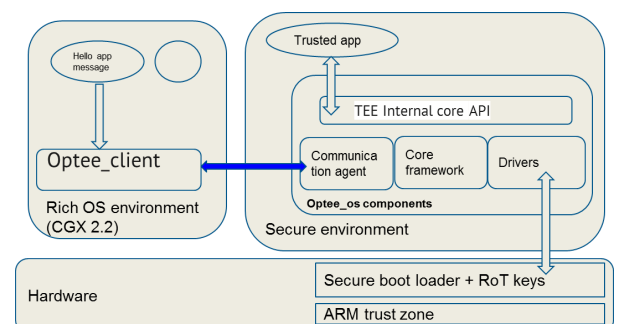 Hello app
message
Optee_client
Rich OS environment
(CGX 2.2)
Trusted app
TEE Internal core API
Communica
tion agent
Core
framework
Drivers
Optee_os components
Secure environment
Hardware
Secure boot loader + RoT keys
ARM trust zone